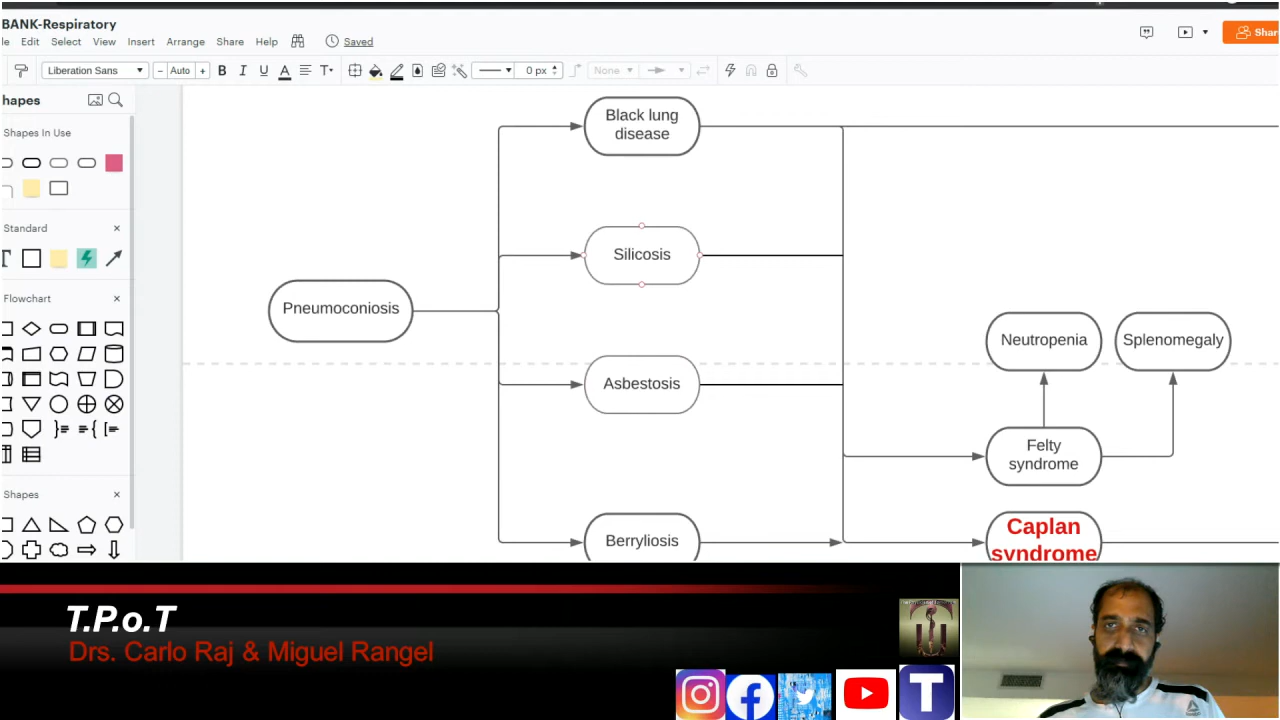 BANK-Respiratory
le Edit Select View Insert Arrange Share Help Saved
Shar
Liberation Sans − Auto + B I U A T 0 px None
hapes
Shapes In Use
Standard
T
Flowchart
Shapes
Black lung
disease
Silicosis
Pneumoconiosis
Neutropenia Splenomegaly
Asbestosis
Felty
syndrome
Berryliosis
Caplan
syndrome
T.P.o.T
Drs. Carlo Raj & Miguel Rangel
U
T